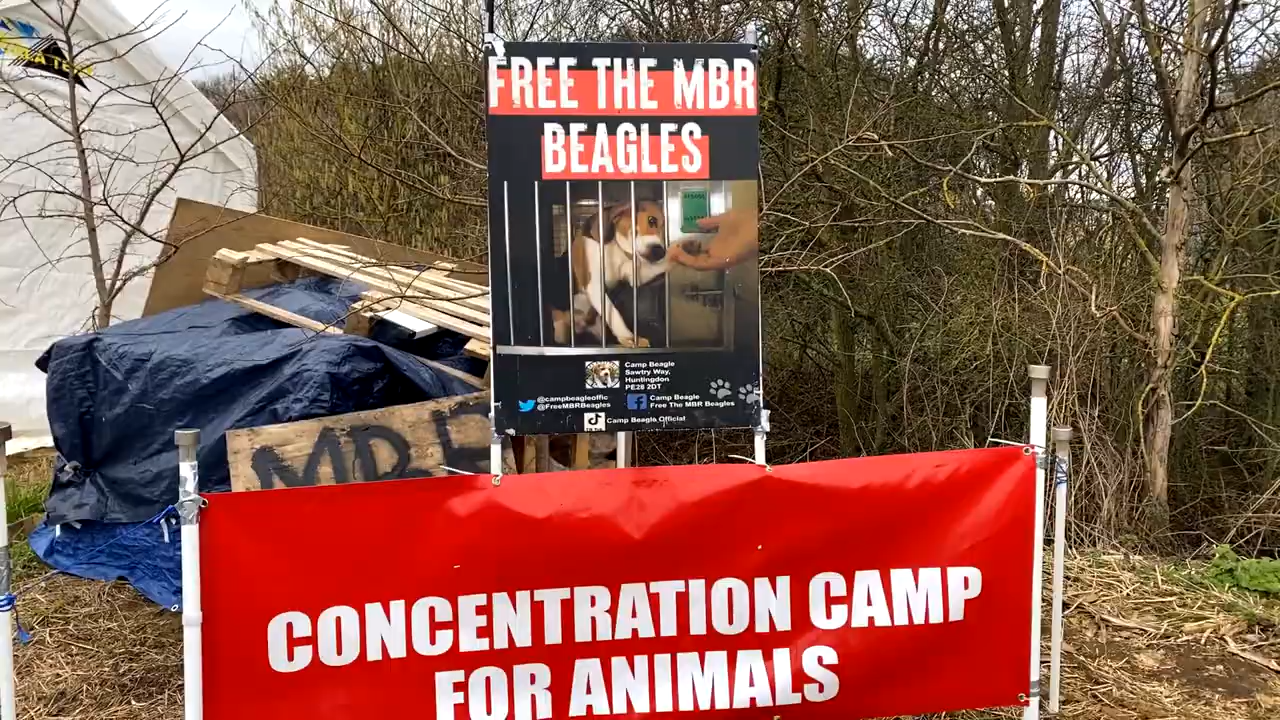 FREE THE MBR
BEAGLES
Camp Beagle
Sawtry Way,
Huntingdon
PE28 2DT
@campbeagleoffic
@FreeMBRBeagles
Camp Beagle
Free The MBR Beagles
Camp Beagle Official
CONCENTRATION CAMP
FOR ANIMALS